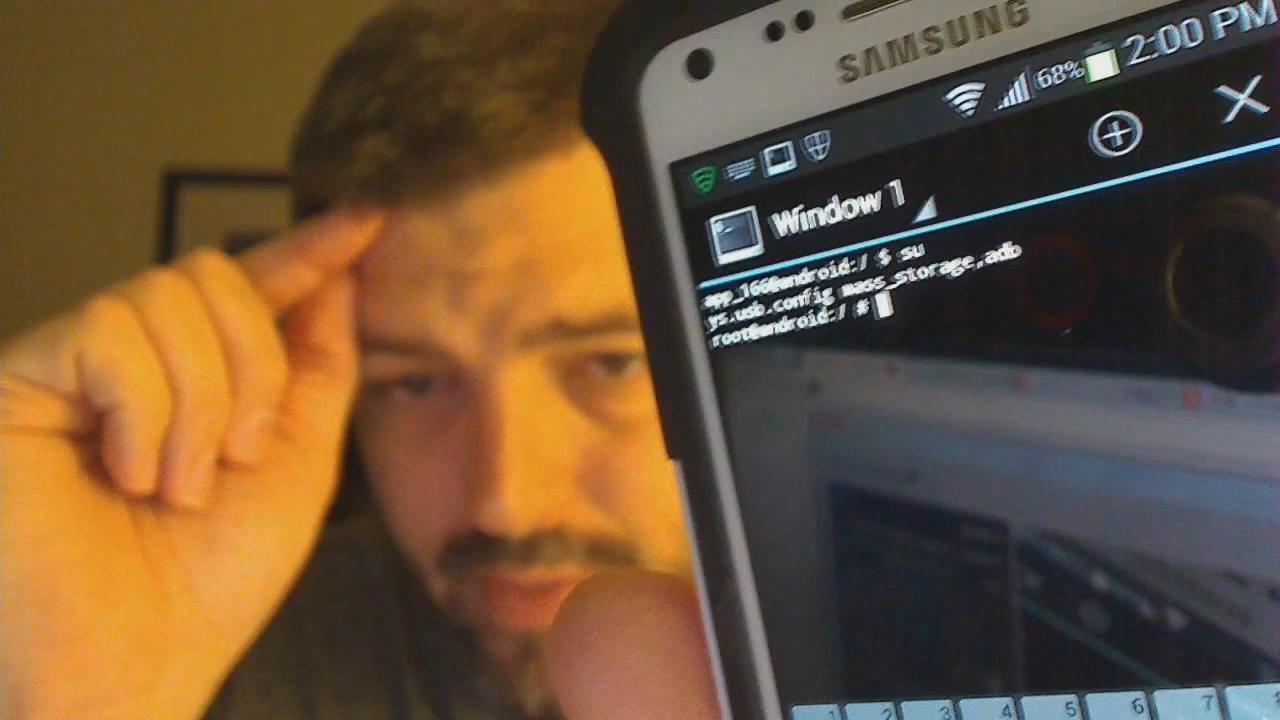 SAMSUNG
68% 2:00 PM
Window 1
app_166@android:/ $ su
ys.usb.config mass_storage,adb
root@android:/ #
1 2 3 4 5 6 7